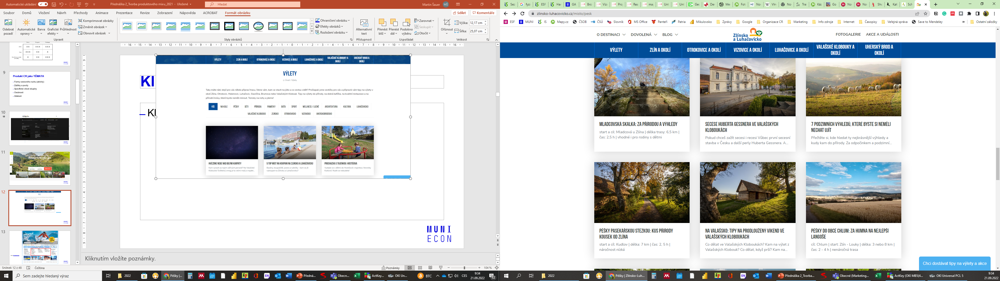 Automatické ukládání
Přednáška 2_Tvorba produktového mixu_2021 - Uložené
Hledat
Martin Šauer MŠ
Soubor Domů Vložení Návrh Přechody Animace Prezentace Revize Zobrazení Nápověda ACROBAT Formát obrázku
Sdílet Komentáře
Odebrat pozadí
Automatické opravy
Barva
Grafické efekty
Průhlednost
Komprimovat obrázky
Změnit obrázek
Obnovit obrázek
Ohraničení obrázku
Efekty obrázků
Rozložení obrázku
Alternativní text
Přenést blíž
Přenést dál
Podokno výběru
Zarovnat
Seskupit
Otočit
Oříznout
Výška: 12,17 cm
Šířka: 25,07 cm
Upravit
Styly obrázků
Přístupnost
Uspořádat
Velikost
9
Produkt CR jako TÉMATA
– Formy cestovního ruchu (aktivity)
– Zážitky a pocity
– Specifické cílové skupiny
– Osobnosti
– Události
10
11
12
13
VÝLETY ZLÍN A OKOLÍ OTROKOVICE A OKOLÍ VIZOVICE A OKOLÍ LUHAČOVICE A OKOLÍ VALAŠSKÉ KLOBOUKY A OKOLÍ UHERSKÝ BROD A OKOLÍ
VÝLETY
Úvod / Výlety
Taky máte rádi, když pro vás někdo připraví trasu, řekne vám, kam se stavit na jídlo a co cestou vidět? Prošlapali jsme cestičky pro vás a připravili vám tipy na výlety v
okolí Zlína, Otrokovic, Malenovic, Luhačovic, Slavičína, Brumova nebo Valašských Klobouk. Tipy na výlety do přírody, na dobrá kafíčka, na kvalitní restaurace a na
přírodní krásy, které byste neměli minout. Tenisky na nohy a jdeme!
VŠE NA KOLE PĚŠKY DĚTI PŘÍRODA PAMÁTKY BAŤA SPORT WELLNESS / LÁZNĚ ARCHITEKTURA KULTURA LUHAČOVICKO
VALAŠSKÉ KLOBUCKO ZLÍNSKO OTROKOVICKO VIZOVICKO UHERSKOBRODSKO
Kl
– Kl
HVĚZDNÉ NEBE NAD BÍLÝMI KARPATY
Kam vyrazit za rojem zářivých perseid? Na Valašské
Klobucko! Světelný smog je tu velmi malý a najdet...
5 TOP MÍST NA KOUPÁNÍ NA ZLÍNSKU A LUHAČOVICKU
Bazény, koupaliště, jezera a rybníky - kam se jít
vykoupat na Zlínsku a Luhačovicku?
PROCHÁZKA S TAJENKOU: HOSTIŠOVÁ
Vydejte se s dětmi do Hostišové s tajenkou Veroniky
Kuklové. Nudit se nebudete!
MUNI
ECON
Kliknutím vložíte poznámky.
Snímek 12 z 48 Čeština Poznámky 104 %
Sem zadejte hledaný výraz
2022
Pěšky |...
Předná...
Obecn...
ActKey...
OKI Un...
BTC
CES
9:34
21.09.2022
zlinsko-luhacovicko.cz/misto/pesk
ESF MUNI IS Mapy.cz ČSOB ČSÚ Slovník MS Office Panteři Patria Mikulovsko Zprávy Google Organizace CR Marketing Info zdroje Internet Časopisy Veřejná správa Save to Mendeley » Ostatní záložky
O DESTINACI DOVOLENÁ BLOG
Zlínsko
a Luhačovicko
FOTOGALERIE AKCE A UDÁLOSTI
VÝLETY ZLÍN A OKOLÍ OTROKOVICE A OKOLÍ VIZOVICE A OKOLÍ LUHAČOVICE A OKOLÍ VALAŠSKÉ KLOBOUKY A OKOLÍ UHERSKÝ BROD A OKOLÍ
MLADCOVSKÁ SKALKA: ZA PŘÍRODOU A VÝHLEDY
start a cíl: Mladcová u Zlína | délka trasy: 6,5 km |
čas: 2,5 h | vhodné i pro rodiny s dětmi
SECESE HUBERTA GESSNERA VE VALAŠSKÝCH
KLOBOUKÁCH
Pokud chceš zažít secesi i recesi Vůbec první secesní
stavba v Česku a další perly Huberta Gessnera. A...
7 PODZIMNÍCH VÝHLEDŮ, KTERÉ BYSTE SI NEMĚLI
NECHAT UJÍT
Přečtěte si, kde hledat ty nejkrásnější výhledy a
kudy kam do přírody. Za odpočinkem a podzimní...
PĚŠKY PASEKÁŘSKOU STEZKOU: KUS PŘÍRODY
KOUSEK OD ZLÍNA
start a cíl: Kudlov | délka: 7 km | čas: 2, 5 h |
náročnost nízká
NA VALAŠSKO: TIPY NA PRODLOUŽENÝ VÍKEND VE
VALAŠSKÝCH KLOBOUKÁCH
Co dělat ve Valašských Kloboukách? Kam na výlet z
Valašských Klobouk? Co dělat, když prší? Kam na...
PĚŠKY DO OBCE CHLUM: ZA HUMNA NA NEJLEPŠÍ
LANGOŠE
cíl: Chlum | start: Zlín - Louky | délka: 3 nebo 8 km |
čas: 2 - 4 h | nenáročná trasa
Chci dostávat tipy na výlety a akce
2022
Pěšky | Zlínsko-Luh...
Přednáška 2_Tvorba...
Obecné (Marketing...
ActKey (OKI MB5(4...
OKI Universal PCL 5
9:34
21.09.2022